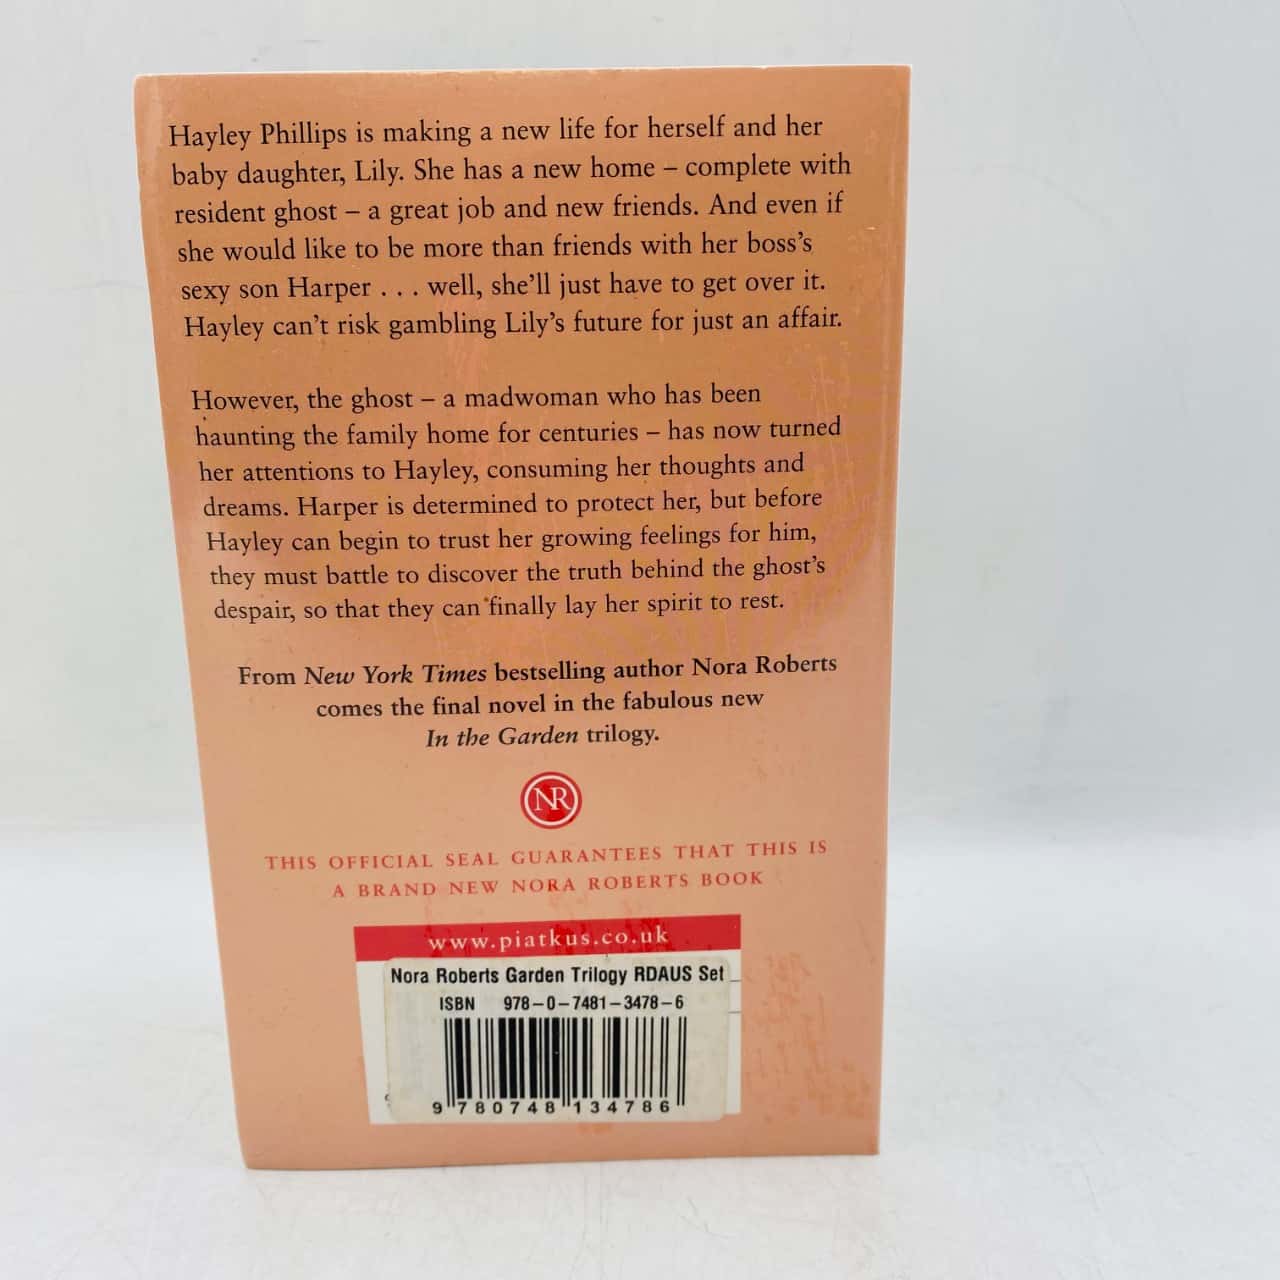 Hayley Phillips is making a new life for herself and her
baby daughter, Lily. She has a new home – complete with
resident ghost – a great job and new friends. And even if
she would like to be more than friends with her boss's
sexy son Harper . . . well, she'll just have to get over it.
Hayley can't risk gambling Lily's future for just an affair.
However, the ghost – a madwoman who has been
haunting the family home for centuries – has now turned
her attentions to Hayley, consuming her thoughts and
dreams. Harper is determined to protect her, but before
Hayley can begin to trust her growing feelings for him,
they must battle to discover the truth behind the ghost's
despair, so that they can finally lay her spirit to rest.
From New York Times bestselling author Nora Roberts
comes the final novel in the fabulous new
In the Garden trilogy.
NR
THIS OFFICIAL SEAL GUARANTEES THAT THIS IS
A BRAND NEW NORA ROBERTS BOOK
www.piatkus.co.uk
Nora Roberts Garden Trilogy RDAUS Set
ISBN 978-0-7481-3478-6
9 780748 134786